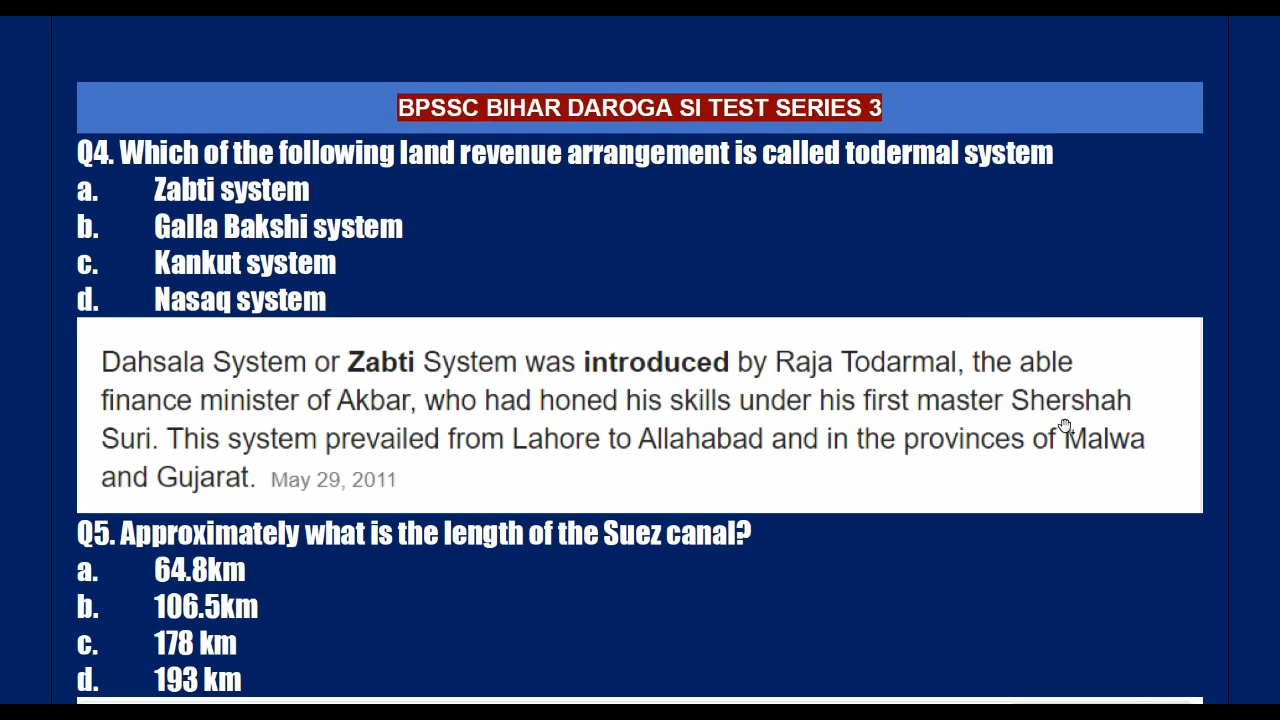 BPSSC BIHAR DAROGA SI TEST SERIES 3
Q4. Which of the following land revenue arrangement is called todermal system
a. Zabti system
b. Galla Bakshi system
c. Kankut system
d. Nasaq system
Dahsala System or Zabti System was introduced by Raja Todarmal, the able
finance minister of Akbar, who had honed his skills under his first master Shershah
Suri. This system prevailed from Lahore to Allahabad and in the provinces of Malwa
and Gujarat. May 29, 2011
Q5. Approximately what is the length of the Suez canal?
a. 64.8km
b. 106.5km
c. 178 km
d. 193 km